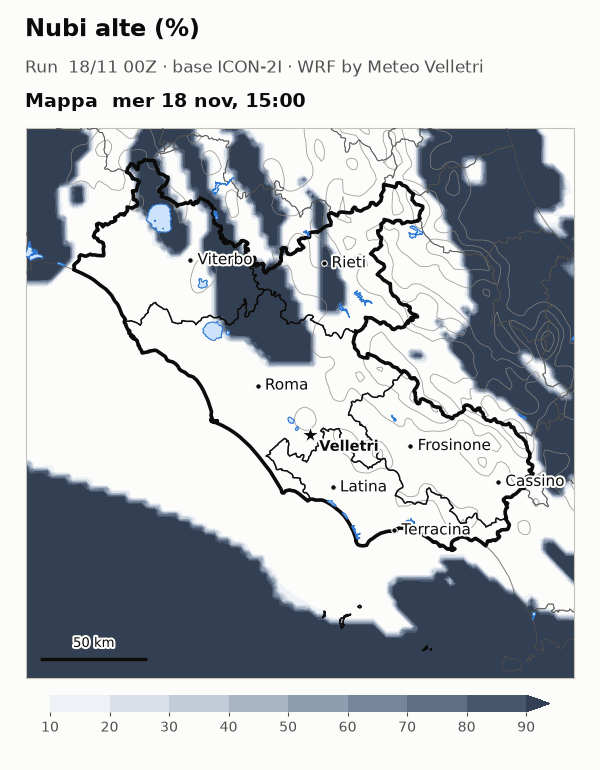 Nubi alte (%)
Run  18/11 00Z · base ICON-2I · WRF by Meteo Velletri
Mappa  mer 18 nov, 15:00
Viterbo
Rieti
Roma
Velletri
Frosinone
Latina
Cassino
Terracina
50 km
10 20 30 40 50 60 70 80 90